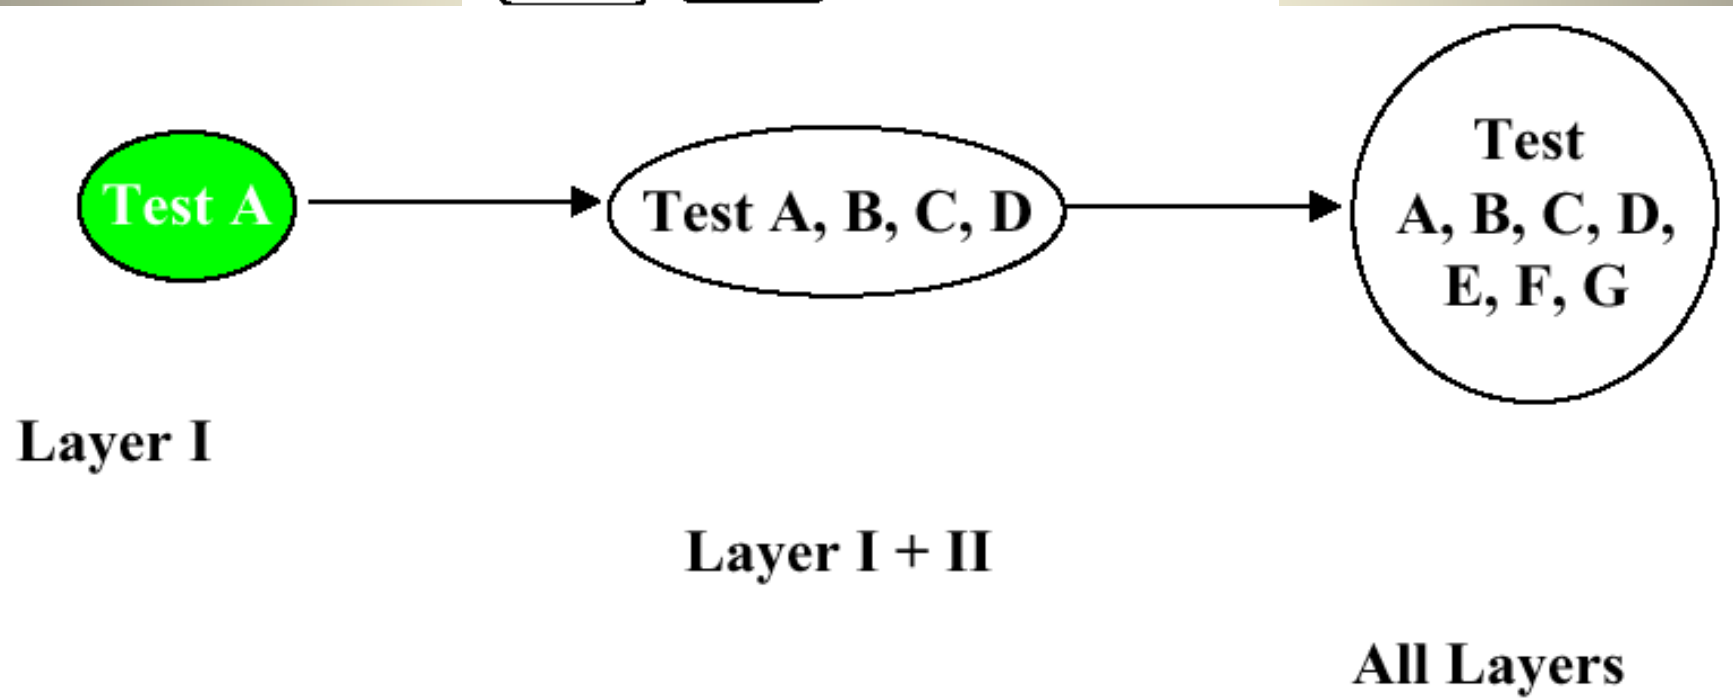 Test A
Test A, B, C, D
Test
A, B, C, D,
E, F, G
Layer I
Layer I + II
All Layers